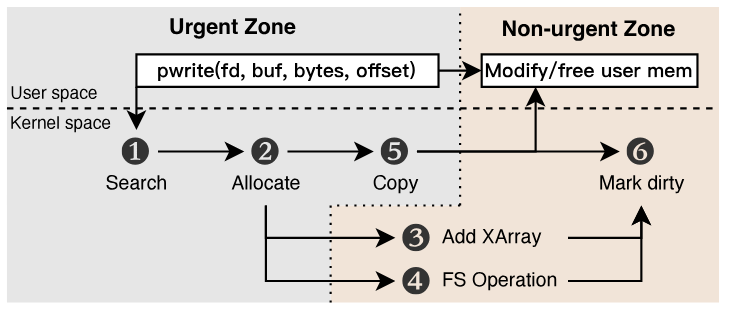 Urgent Zone
Non-urgent Zone
pwrite(fd, buf, bytes, offset)
Modify/free user mem
User space
Kernel space
1
2
5
6
Search
Allocate
Copy
Mark dirty
3 Add XArray
4 FS Operation